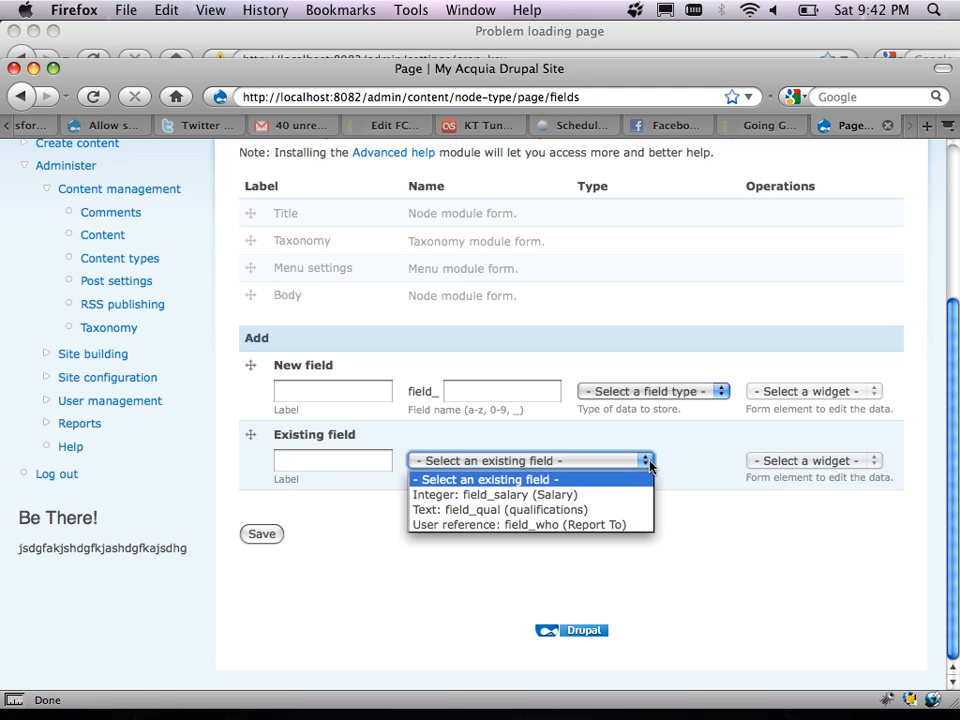 Firefox File Edit View History Bookmarks Tools Window Help Sat 9:42 PM
Problem loading page
Page | My Acquia Drupal Site
http://localhost:8082/admin/content/node-type/page/fields
Google
sfor... Allow s... Twitter ... 40 unre... Edit FC... KT Tun... Schedul... Facebo... Going G... Page...
Create content
Note: Installing the Advanced help module will let you access more and better help.
Administer
Content management
Comments
Content
Content types
Post settings
RSS publishing
Taxonomy
Site building
Site configuration
User management
Reports
Help
Log out
Be There!
jsdgfakjshdgfkjashdgfkajsdhg
Label Name Type Operations
Title Node module form.
Taxonomy Taxonomy module form.
Menu settings Menu module form.
Body Node module form.
Add
New field
field_ - Select a field type - - Select a widget -
Label Field name (a-z, 0-9, _) Type of data to store. Form element to edit the data.
Existing field
- Select an existing field - - Select a widget -
Label Form element to edit the data.
- Select an existing field -
Integer: field_salary (Salary)
Text: field_qual (qualifications)
User reference: field_who (Report To)
Save
Drupal
Done